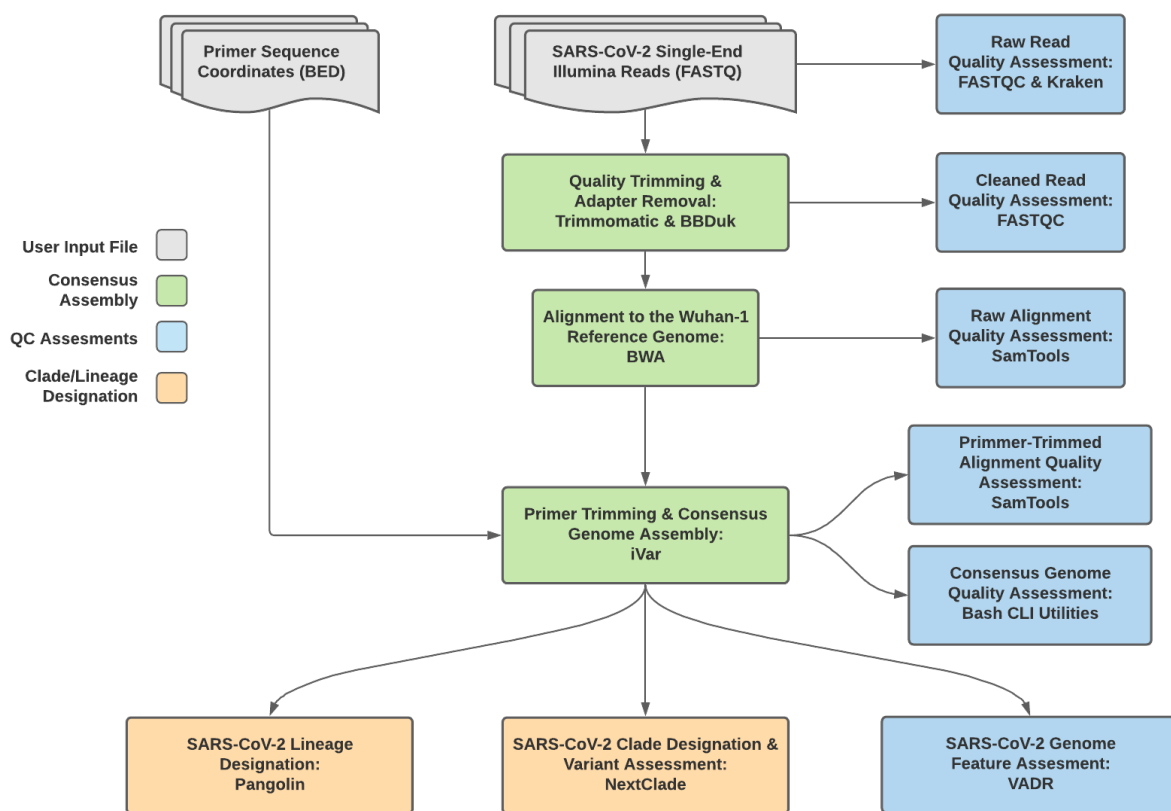 Primer Sequence
Coordinates (BED)
SARS-CoV-2 Single-End
Illumina Reads (FASTQ)
Raw Read
Quality Assessment:
FASTQC & Kraken
Quality Trimming &
Adapter Removal:
Trimmomatic & BBDuk
Cleaned Read
Quality Assessment:
FASTQC
User Input File
Consensus
Assembly
QC Assesments
Clade/Lineage
Designation
Alignment to the Wuhan-1
Reference Genome:
BWA
Raw Alignment
Quality Assessment:
SamTools
Primmer-Trimmed
Alignment Quality
Assessment:
SamTools
Primer Trimming & Consensus
Genome Assembly:
iVar
Consensus Genome
Quality Assessment:
Bash CLI Utilities
SARS-CoV-2 Lineage
Designation:
Pangolin
SARS-CoV-2 Clade Designation &
Variant Assessment:
NextClade
SARS-CoV-2 Genome
Feature Assesment:
VADR